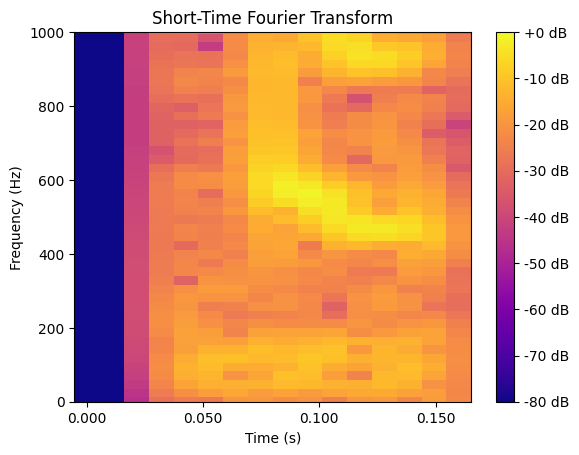 Short-Time Fourier Transform
1000
800
600
400
200
0
Frequency (Hz)
0.000
0.050
0.100
0.150
Time (s)
+0 dB
-10 dB
-20 dB
-30 dB
-40 dB
-50 dB
-60 dB
-70 dB
-80 dB